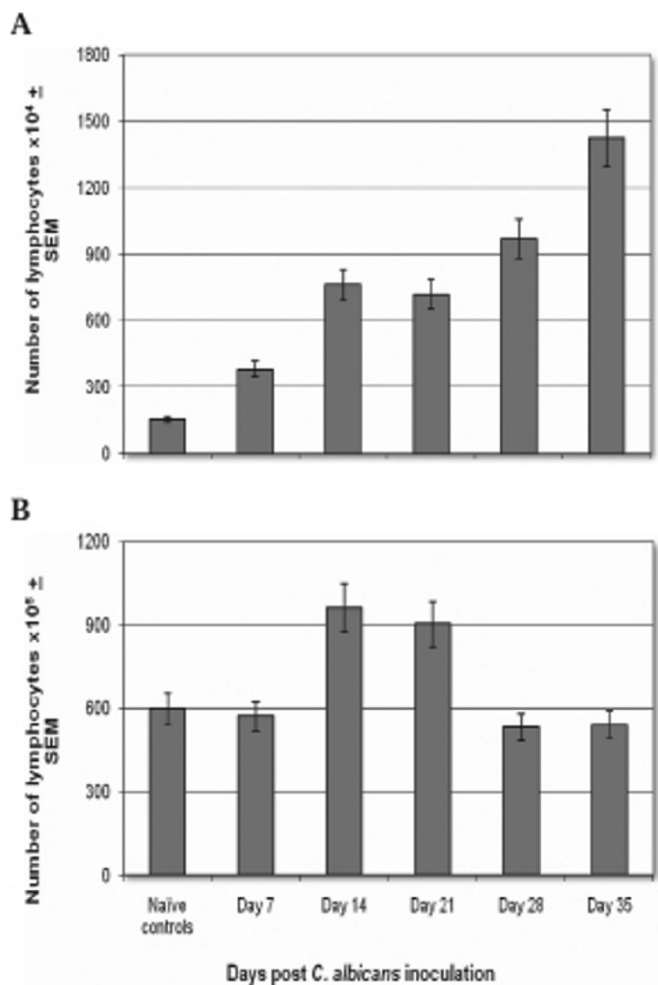 A
Number of lymphocytes x10⁴ ±
SEM
1800
1500
1200
900
600
300
0
B
Number of lymphocytes x10⁶ ±
SEM
1200
900
600
300
0
Naïve controls
Day 7
Day 14
Day 21
Day 28
Day 35
Days post C. albicans inoculation